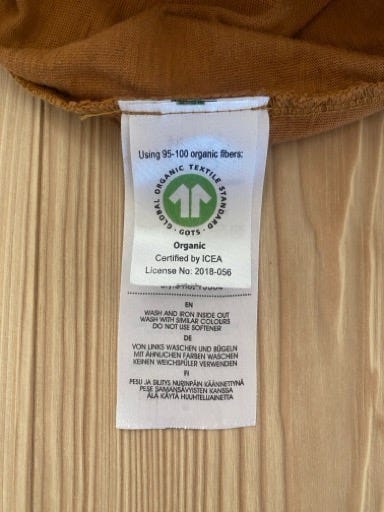 Using 95-100 organic fibers:
GLOBAL ORGANIC TEXTILE STANDARD
· GOTS ·
Organic
Certified by ICEA
License No: 2018-056
EN
WASH AND IRON INSIDE OUT
WASH WITH SIMILAR COLOURS
DO NOT USE SOFTENER
DE
VON LINKS WASCHEN UND BÜGELN
MIT ÄHNLICHEN FARBEN WASCHEN
KEINEN WEICHSPÜLER VERWENDEN
FI
PESU JA SILITYS NURINPÄIN KÄÄNNETTYNÄ
PESE SAMANSÄVYISTEN KANSSA
ÄLÄ KÄYTÄ HUUHTELUAINETTA